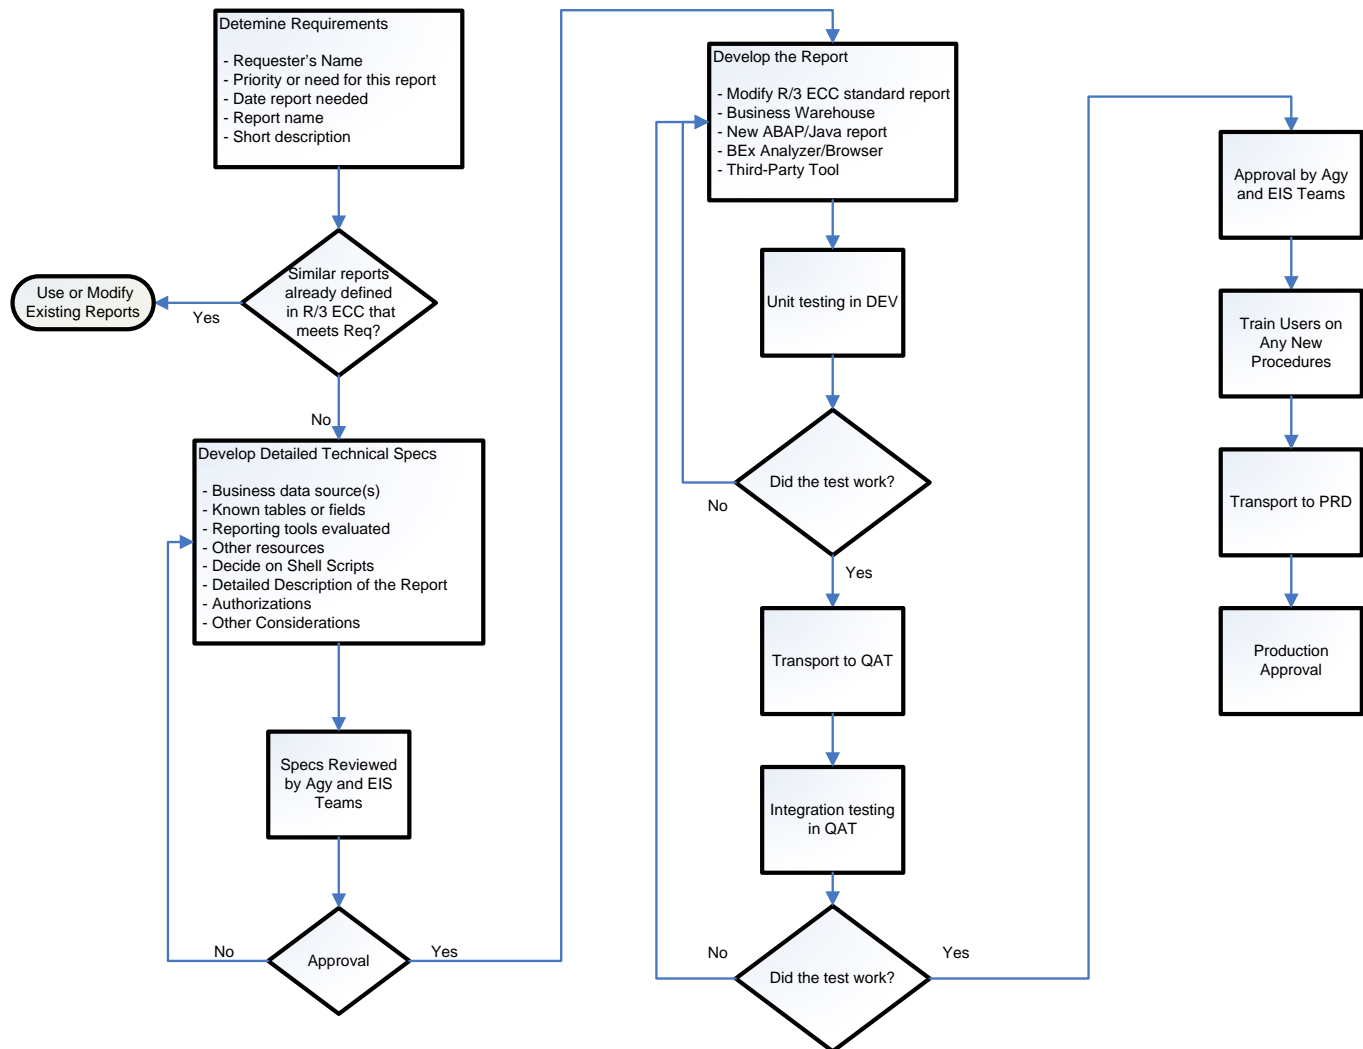 Detemine Requirements
- Requester's Name
- Priority or need for this report
- Date report needed
- Report name
- Short description
Similar reports
already defined
in R/3 ECC that
meets Req?
Yes
Use or Modify
Existing Reports
No
Develop Detailed Technical Specs
- Business data source(s)
- Known tables or fields
- Reporting tools evaluated
- Other resources
- Decide on Shell Scripts
- Detailed Description of the Report
- Authorizations
- Other Considerations
Specs Reviewed
by Agy and EIS
Teams
Approval
No
Yes
Develop the Report
- Modify R/3 ECC standard report
- Business Warehouse
- New ABAP/Java report
- BEx Analyzer/Browser
- Third-Party Tool
Unit testing in DEV
Did the test work?
No
Yes
Transport to QAT
Integration testing
in QAT
Did the test work?
No
Yes
Approval by Agy
and EIS Teams
Train Users on
Any New
Procedures
Transport to PRD
Production
Approval